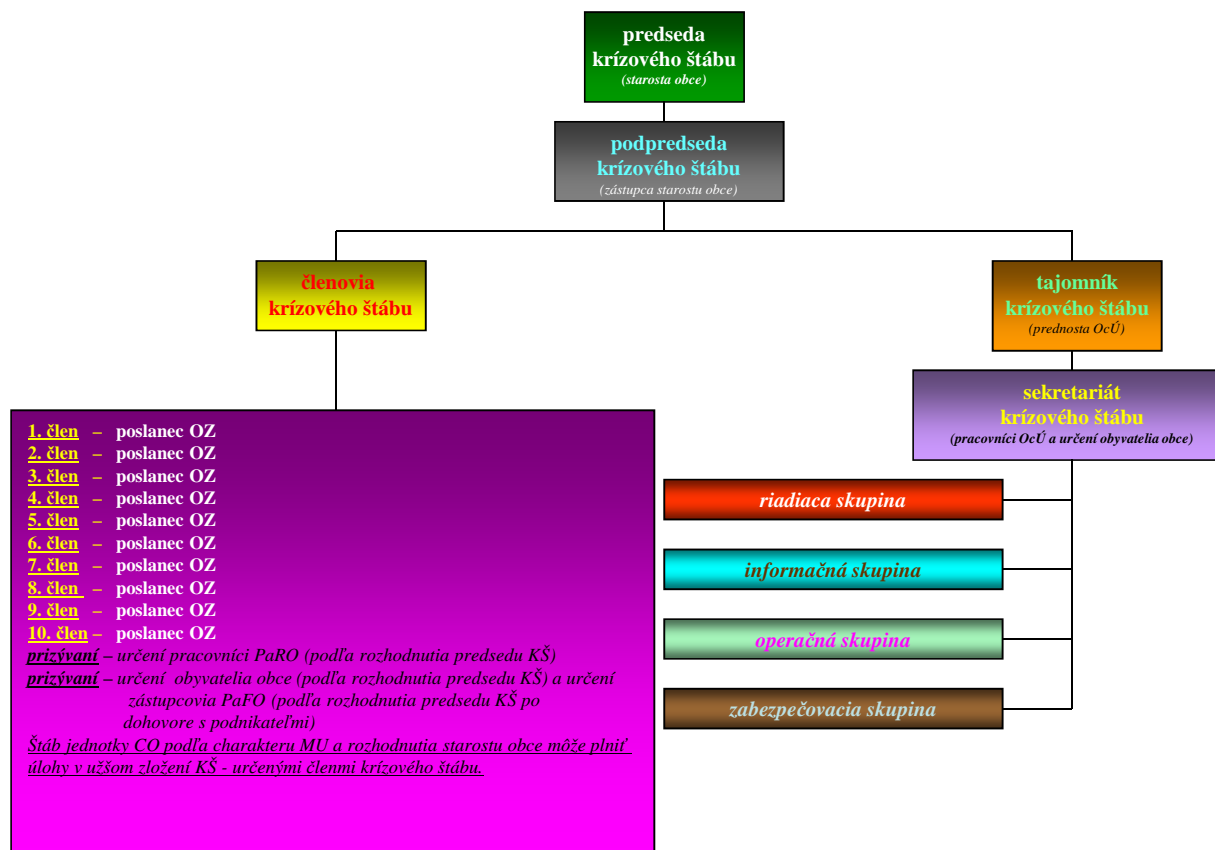 predseda
krízového štábu
(starosta obce)
podpredseda
krízového štábu
(zástupca starostu obce)
členovia
krízového štábu
tajomník
krízového štábu
(prednosta OcÚ)
sekretariát
krízového štábu
(pracovníci OcÚ a určení obyvatelia obce)
1. člen – poslanec OZ
2. člen – poslanec OZ
3. člen – poslanec OZ
4. člen – poslanec OZ
5. člen – poslanec OZ
6. člen – poslanec OZ
7. člen – poslanec OZ
8. člen – poslanec OZ
9. člen – poslanec OZ
10. člen – poslanec OZ
prizývaní – určení pracovníci PaRO (podľa rozhodnutia predsedu KŠ)
prizývaní – určení obyvatelia obce (podľa rozhodnutia predsedu KŠ) a určení
zástupcovia PaFO (podľa rozhodnutia predsedu KŠ po
dohovore s podnikateľmi)
Štáb jednotky CO podľa charakteru MU a rozhodnutia starostu obce môže plniť
úlohy v užšom zložení KŠ - určenými členmi krízového štábu.
riadiaca skupina
informačná skupina
operačná skupina
zabezpečovacia skupina